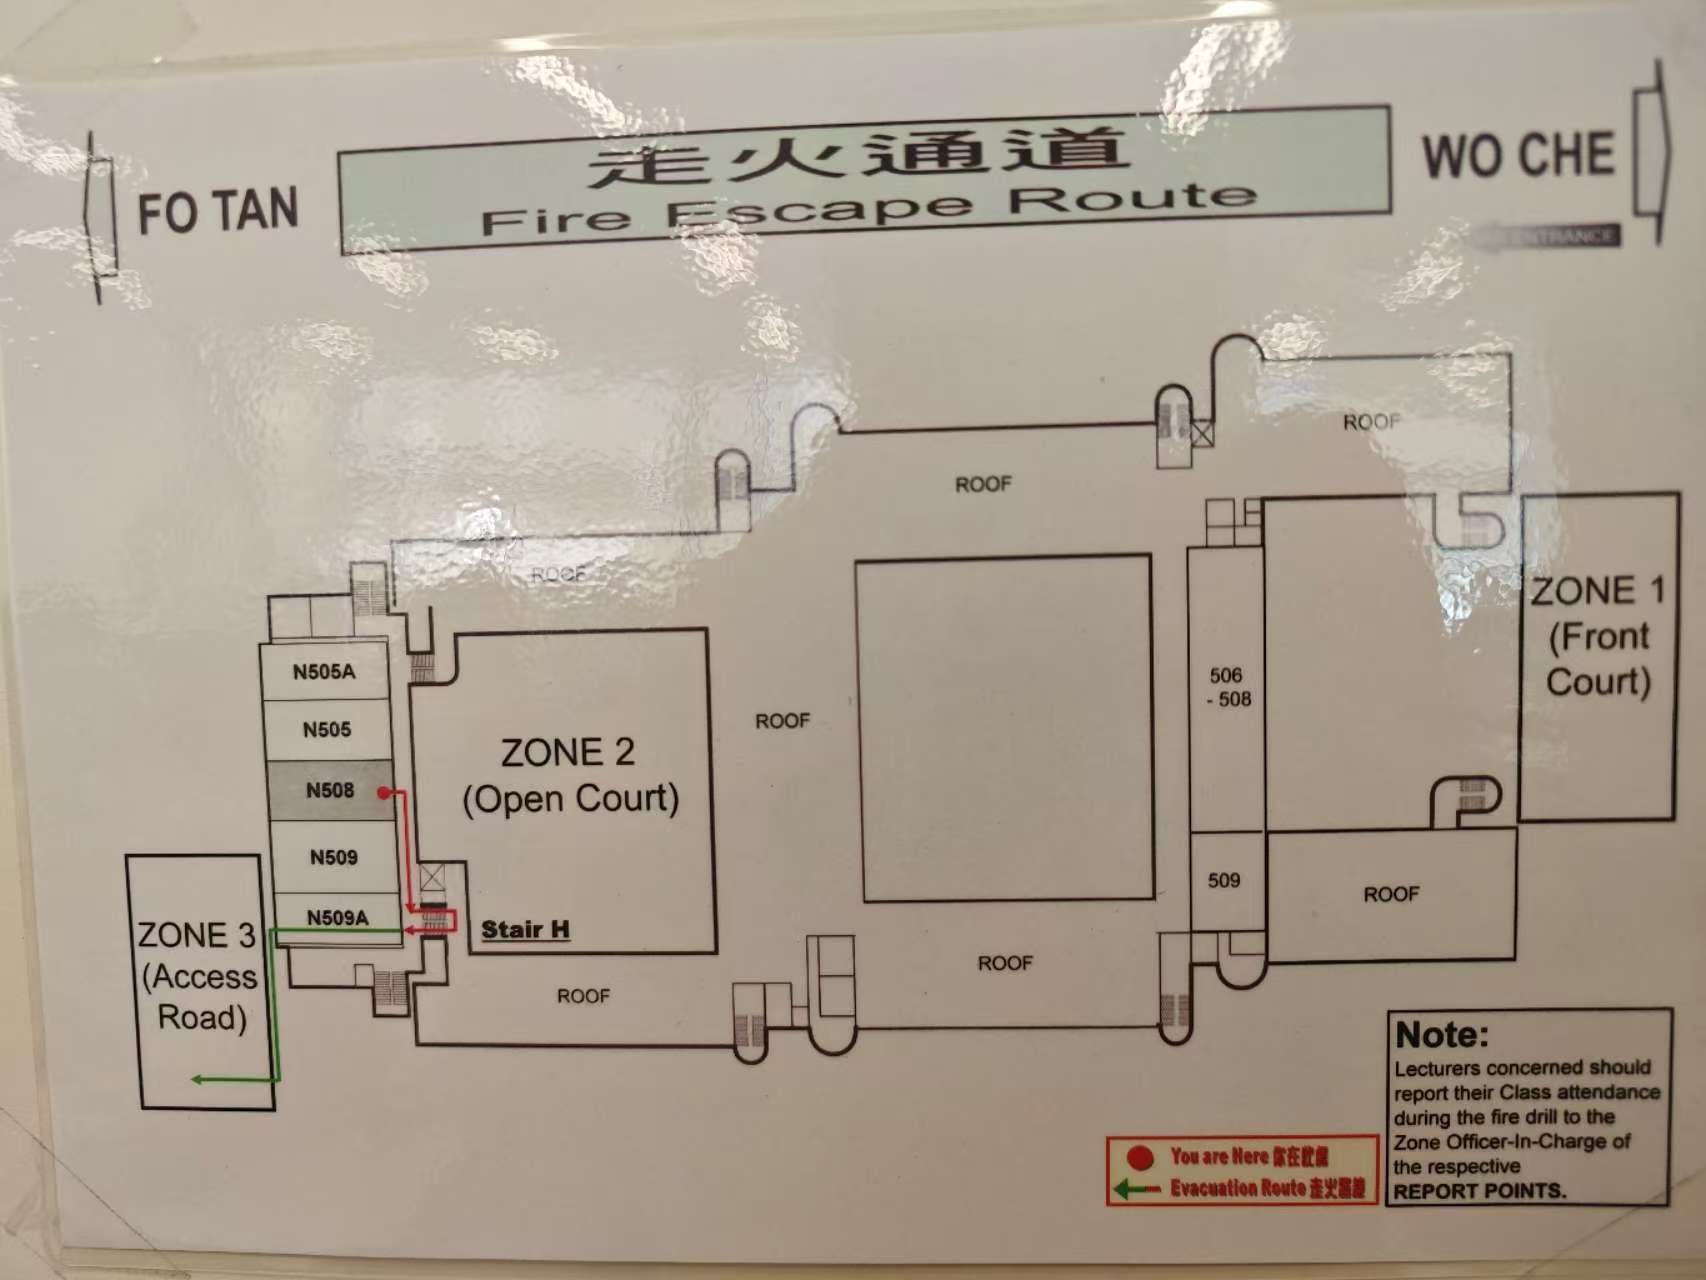 FO TAN
走火通道
Fire Escape Route
WO CHE
ENTRANCE
ROOF
ROOF
ROOF
ZONE 1
(Front
Court)
N505A
N505
N508
N509
N509A
ZONE 2
(Open Court)
ROOF
506
- 508
509
ROOF
Stair H
ZONE 3
(Access
Road)
ROOF
ROOF
Note:
Lecturers concerned should
report their Class attendance
during the fire drill to the
Zone Officer-In-Charge of
the respective
REPORT POINTS.
You are Here 你在此處
Evacuation Route 走火路線